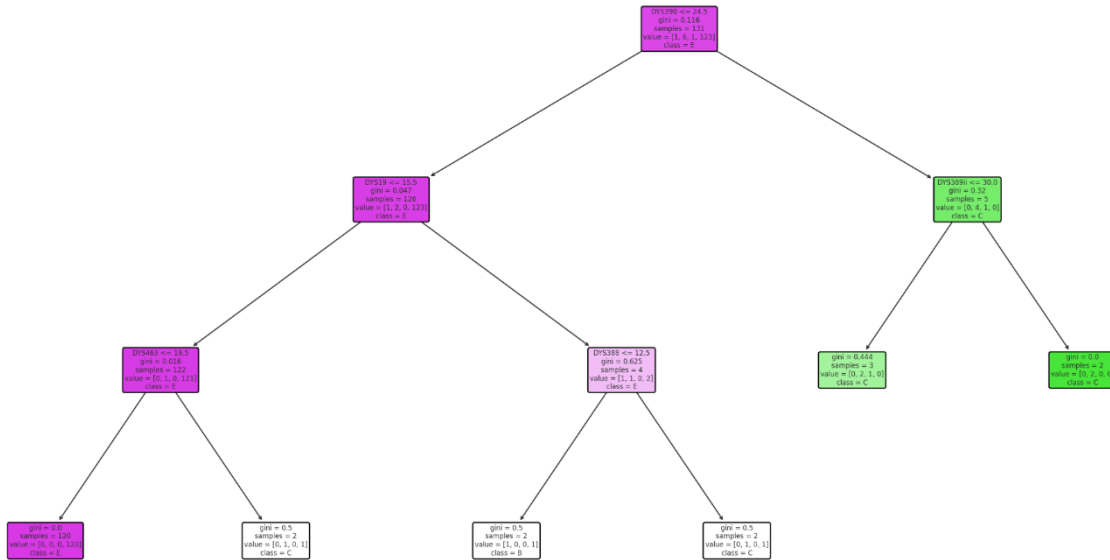 DYS390 <= 24.5
gini = 0.116
samples = 131
value = [1, 6, 1, 123]
class = E
DYS19 <= 15.5
gini = 0.047
samples = 126
value = [1, 2, 0, 123]
class = E
DYS389ii <= 30.0
gini = 0.32
samples = 5
value = [0, 4, 1, 0]
class = C
DYS463 <= 19.5
gini = 0.016
samples = 122
value = [0, 1, 0, 121]
class = E
DYS388 <= 12.5
gini = 0.625
samples = 4
value = [1, 1, 0, 2]
class = E
gini = 0.444
samples = 3
value = [0, 2, 1, 0]
class = C
gini = 0.0
samples = 2
value = [0, 2, 0,
class = C
gini = 0.0
samples = 120
value = [0, 0, 0, 120]
class = E
gini = 0.5
samples = 2
value = [0, 1, 0, 1]
class = C
gini = 0.5
samples = 2
value = [1, 0, 0, 1]
class = B
gini = 0.5
samples = 2
value = [0, 1, 0, 1]
class = C